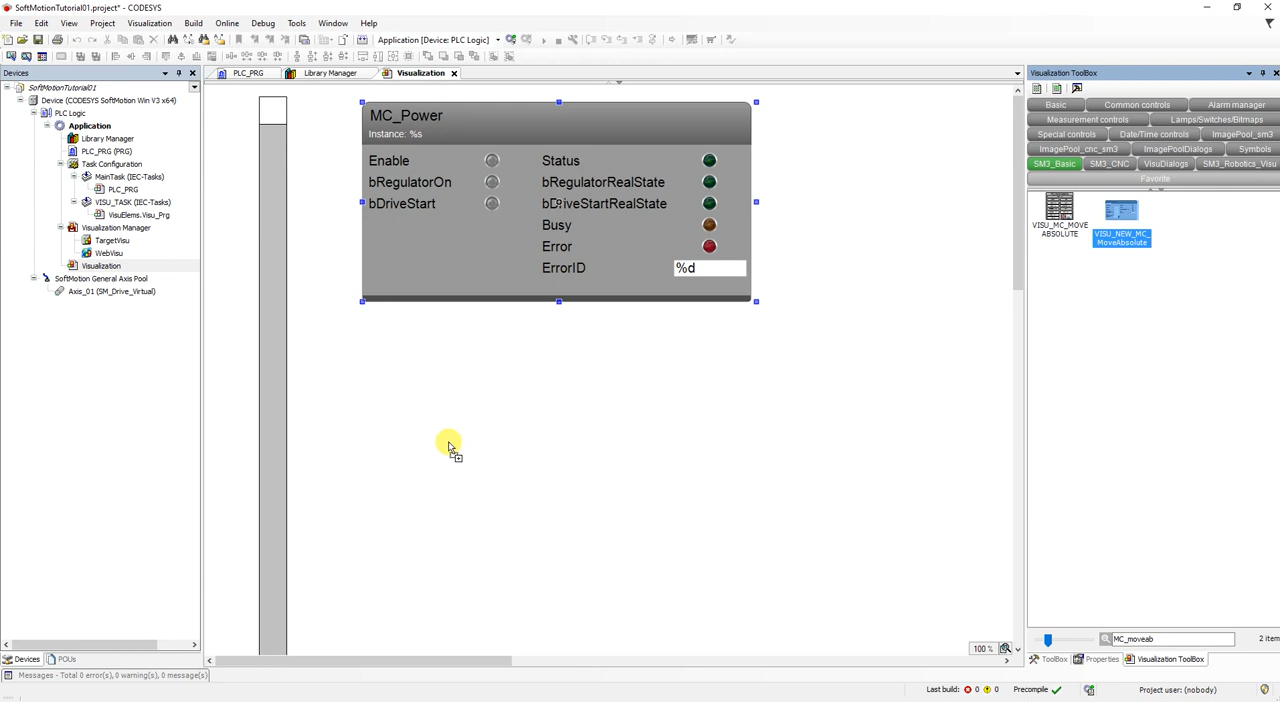 SoftMotionTutorial01.project* - CODESYS
File Edit View Project Visualization Build Online Debug Tools Window Help
Application [Device: PLC Logic]
Devices
PLC_PRG
Library Manager
Visualization
Visualization ToolBox
SoftMotionTutorial01
Device (CODESYS SoftMotion Win V3 x64)
PLC Logic
Application
Library Manager
PLC_PRG (PRG)
Task Configuration
MainTask (IEC-Tasks)
PLC_PRG
VISU_TASK (IEC-Tasks)
VisuElems.Visu_Prg
Visualization Manager
TargetVisu
WebVisu
Visualization
SoftMotion General Axis Pool
Axis_01 (SM_Drive_Virtual)
MC_Power
Instance: %s
Enable
Status
bRegulatorOn
bRegulatorRealState
bDriveStart
bDriveStartRealState
Busy
Error
ErrorID
%d
Basic Common controls Alarm manager
Measurement controls Lamps/Switches/Bitmaps
Special controls Date/Time controls ImagePool_sm3
ImagePool_cnc_sm3 ImagePoolDialogs Symbols
SM3_Basic SM3_CNC VisuDialogs SM3_Robotics_Visu
Favorite
VISU_MC_MOVE
ABSOLUTE
VISU_NEW_MC_
MoveAbsolute
100 %
MC_moveab
2 item
Devices POUs
ToolBox Properties Visualization ToolBox
Messages - Total 0 error(s), 0 warning(s), 0 message(s)
Last build: 0 0 Precompile
Project user: (nobody)